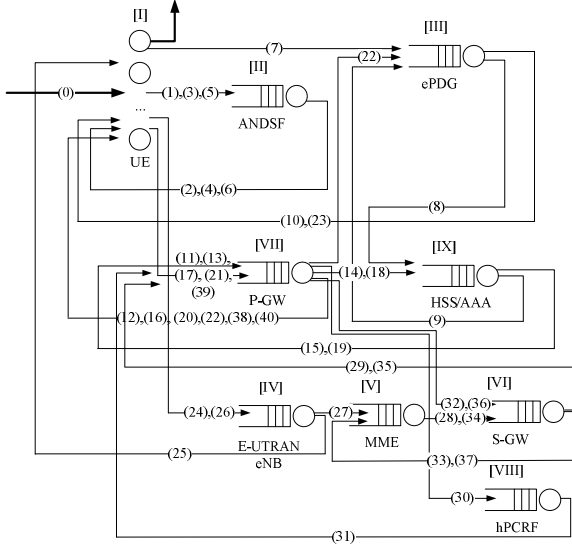 [I]
[III]
(7)
(22)
[II]
ePDG
(0)
(1),(3),(5)
...
ANDSF
UE
(2),(4),(6)
(8)
(10),(23)
(11),(13),
[VII]
[IX]
(17), (21),
(14),(18)
(39)
P-GW
HSS/AAA
(12),(16), (20),(22),(38),(40)
(9)
(15),(19)
(29),(35)
[IV]
[V]
[VI]
(32),(36)
(24),(26)
(27)
(28),(34)
E-UTRAN
eNB
MME
S-GW
(25)
(33),(37)
[VIII]
(30)
hPCRF
(31)